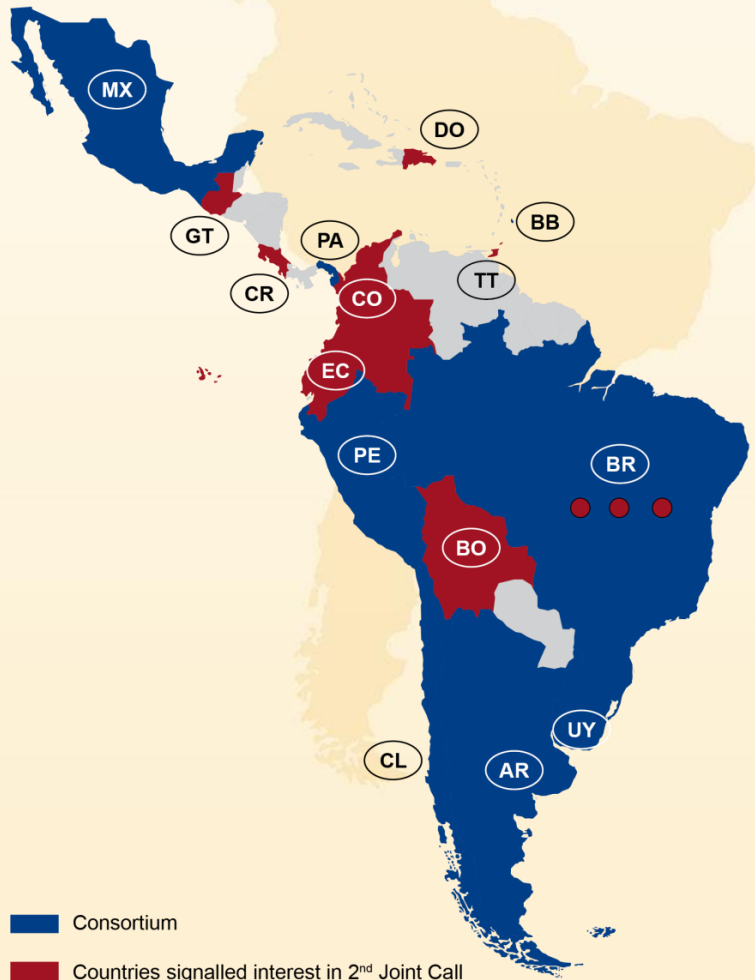 MX
DO
BB
GT
PA
TT
CR
CO
EC
PE
BR
BO
UY
CL
AR
Consortium
Countries signalled interest in 2nd Joint Call